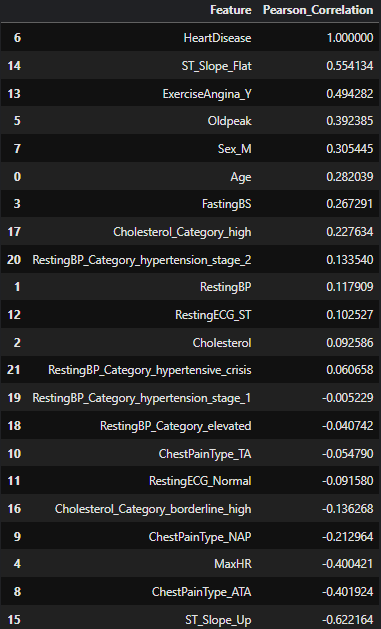 Feature Pearson_Correlation
6 HeartDisease 1.000000
14 ST_Slope_Flat 0.554134
13 ExerciseAngina_Y 0.494282
5 Oldpeak 0.392385
7 Sex_M 0.305445
0 Age 0.282039
3 FastingBS 0.267291
17 Cholesterol_Category_high 0.227634
20 RestingBP_Category_hypertension_stage_2 0.133540
1 RestingBP 0.117909
12 RestingECG_ST 0.102527
2 Cholesterol 0.092586
21 RestingBP_Category_hypertensive_crisis 0.060658
19 RestingBP_Category_hypertension_stage_1 -0.005229
18 RestingBP_Category_elevated -0.040742
10 ChestPainType_TA -0.054790
11 RestingECG_Normal -0.091580
16 Cholesterol_Category_borderline_high -0.136268
9 ChestPainType_NAP -0.212964
4 MaxHR -0.400421
8 ChestPainType_ATA -0.401924
15 ST_Slope_Up -0.622164